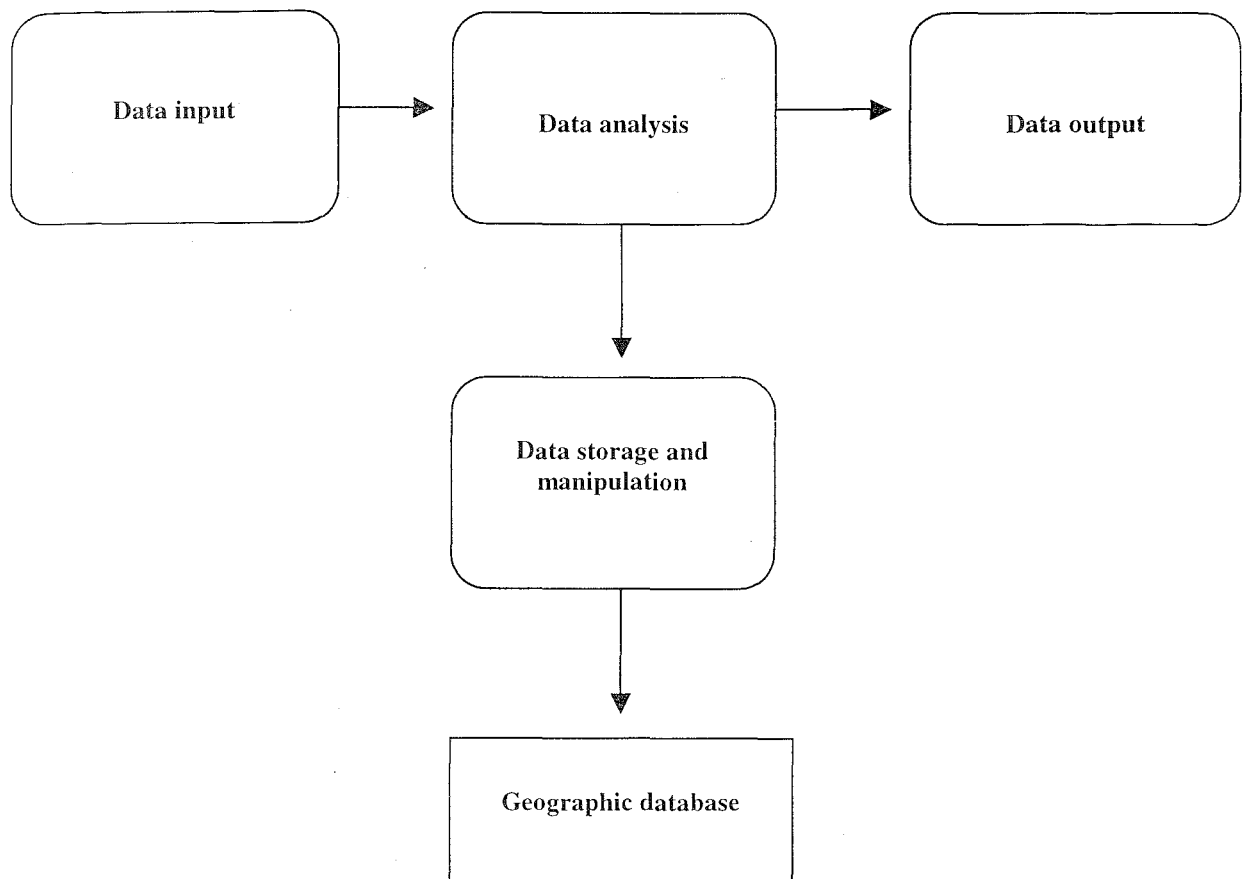 Data input
Data analysis
Data output
Data storage and
manipulation
Geographic database